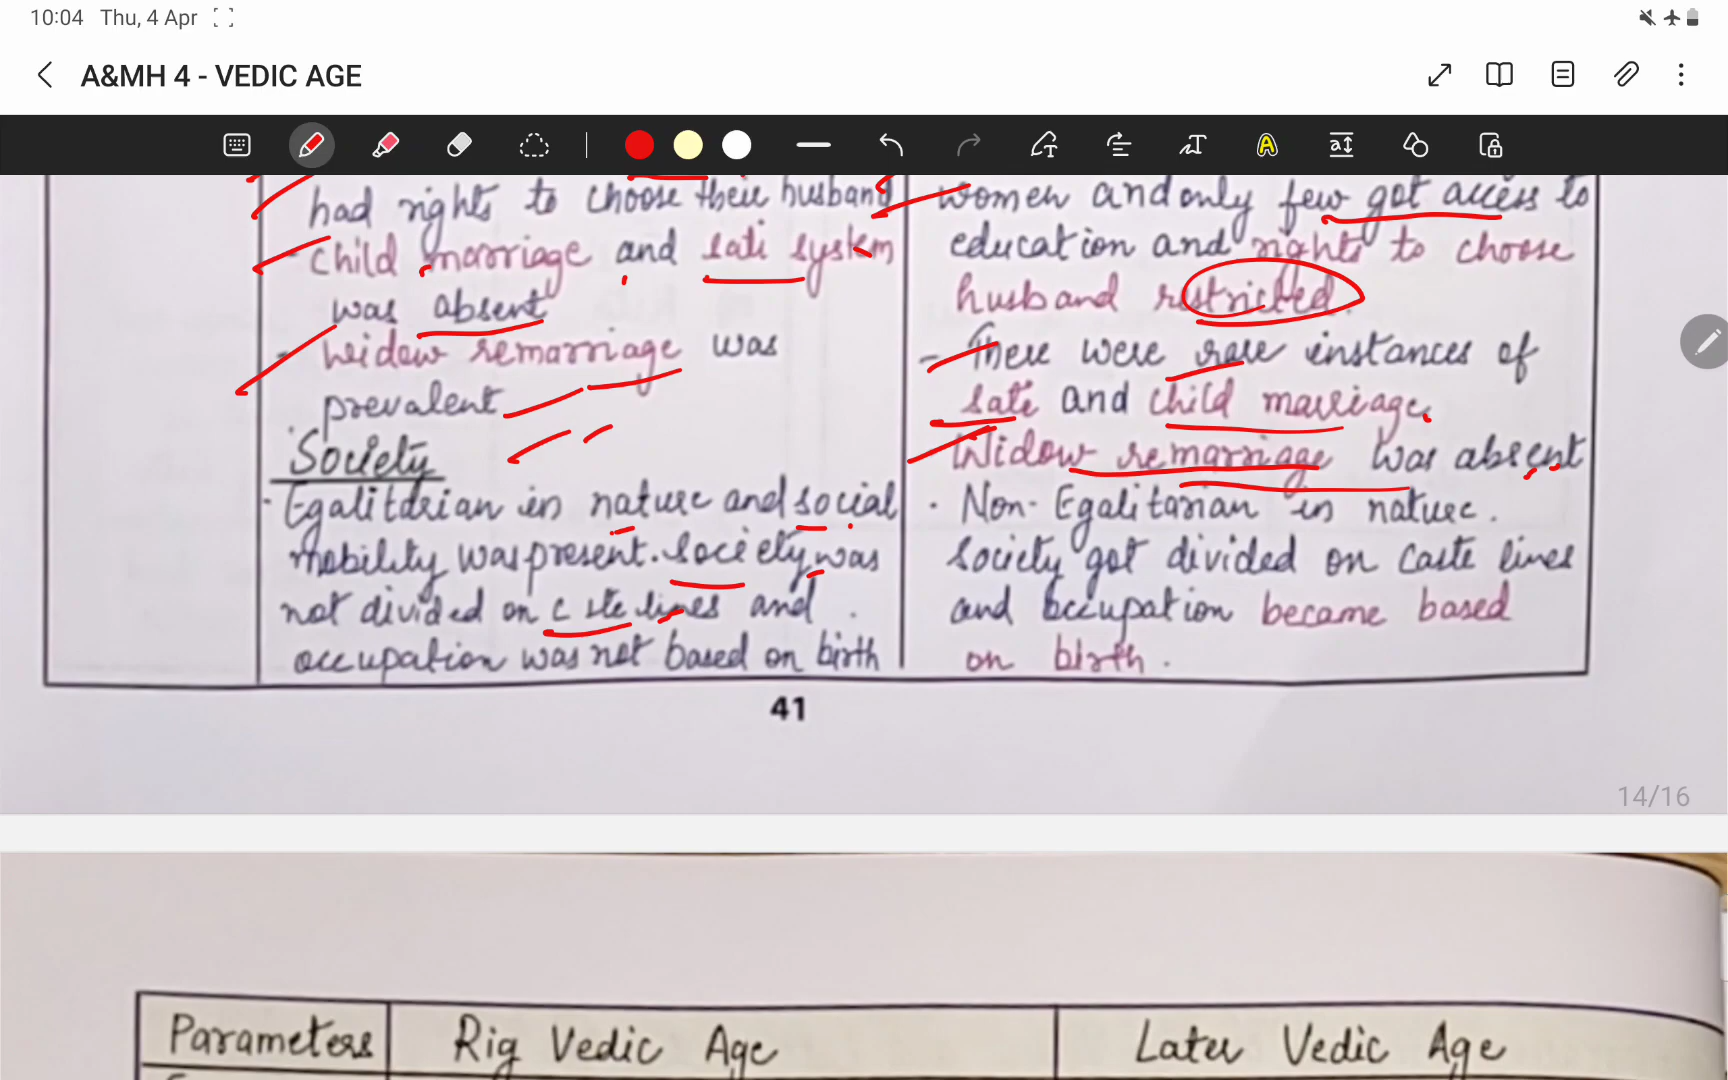 10:04 Thu, 4 Apr
A&MH 4 - VEDIC AGE
had rights to choose their husband
- Child marriage and sati system
was absent
- Widow remarriage was
prevalent
Society
· Egalitarian in nature and social
mobility was present. Society was
not divided on c ste lines and
occupation was not based on birth
women and only few got access to
education and rights to choose
husband restricted.
- There were rare instances of
sati and child marriage.
Widow remarriage was absent
· Non-Egalitarian in nature.
Society got divided on caste lines
and occupation became based
on birth.
41
14/16
Parameters Rig Vedic Age Later Vedic Age